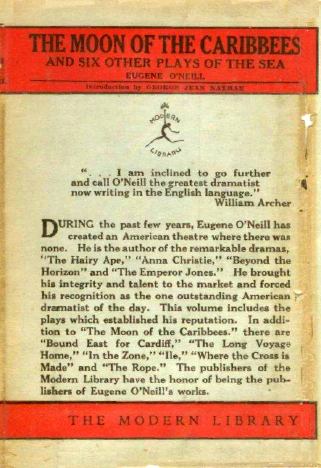 THE MOON OF THE CARIBBEES
AND SIX OTHER PLAYS OF THE SEA
EUGENE O'NEILL
Introduction by GEORGE JEAN NATHAN
MODERN
LIBRARY
". . . I am inclined to go further
and call O'Neill the greatest dramatist
now writing in the English language."
William Archer
DURING the past few years, Eugene O'Neill has
created an American theatre where there was
none. He is the author of the remarkable dramas,
"The Hairy Ape," "Anna Christie," "Beyond the
Horizon" and "The Emperor Jones." He brought
his integrity and talent to the market and forced
his recognition as the one outstanding American
dramatist of the day. This volume includes the
plays which established his reputation. In addi-
tion to "The Moon of the Caribbees." there are
"Bound East for Cardiff," "The Long Voyage
Home," "In the Zone," "Ile," "Where the Cross is
Made" and "The Rope." The publishers of the
Modern Library have the honor of being the pub-
lishers of Eugene O'Neill's works.
THE MODERN LIBRARY